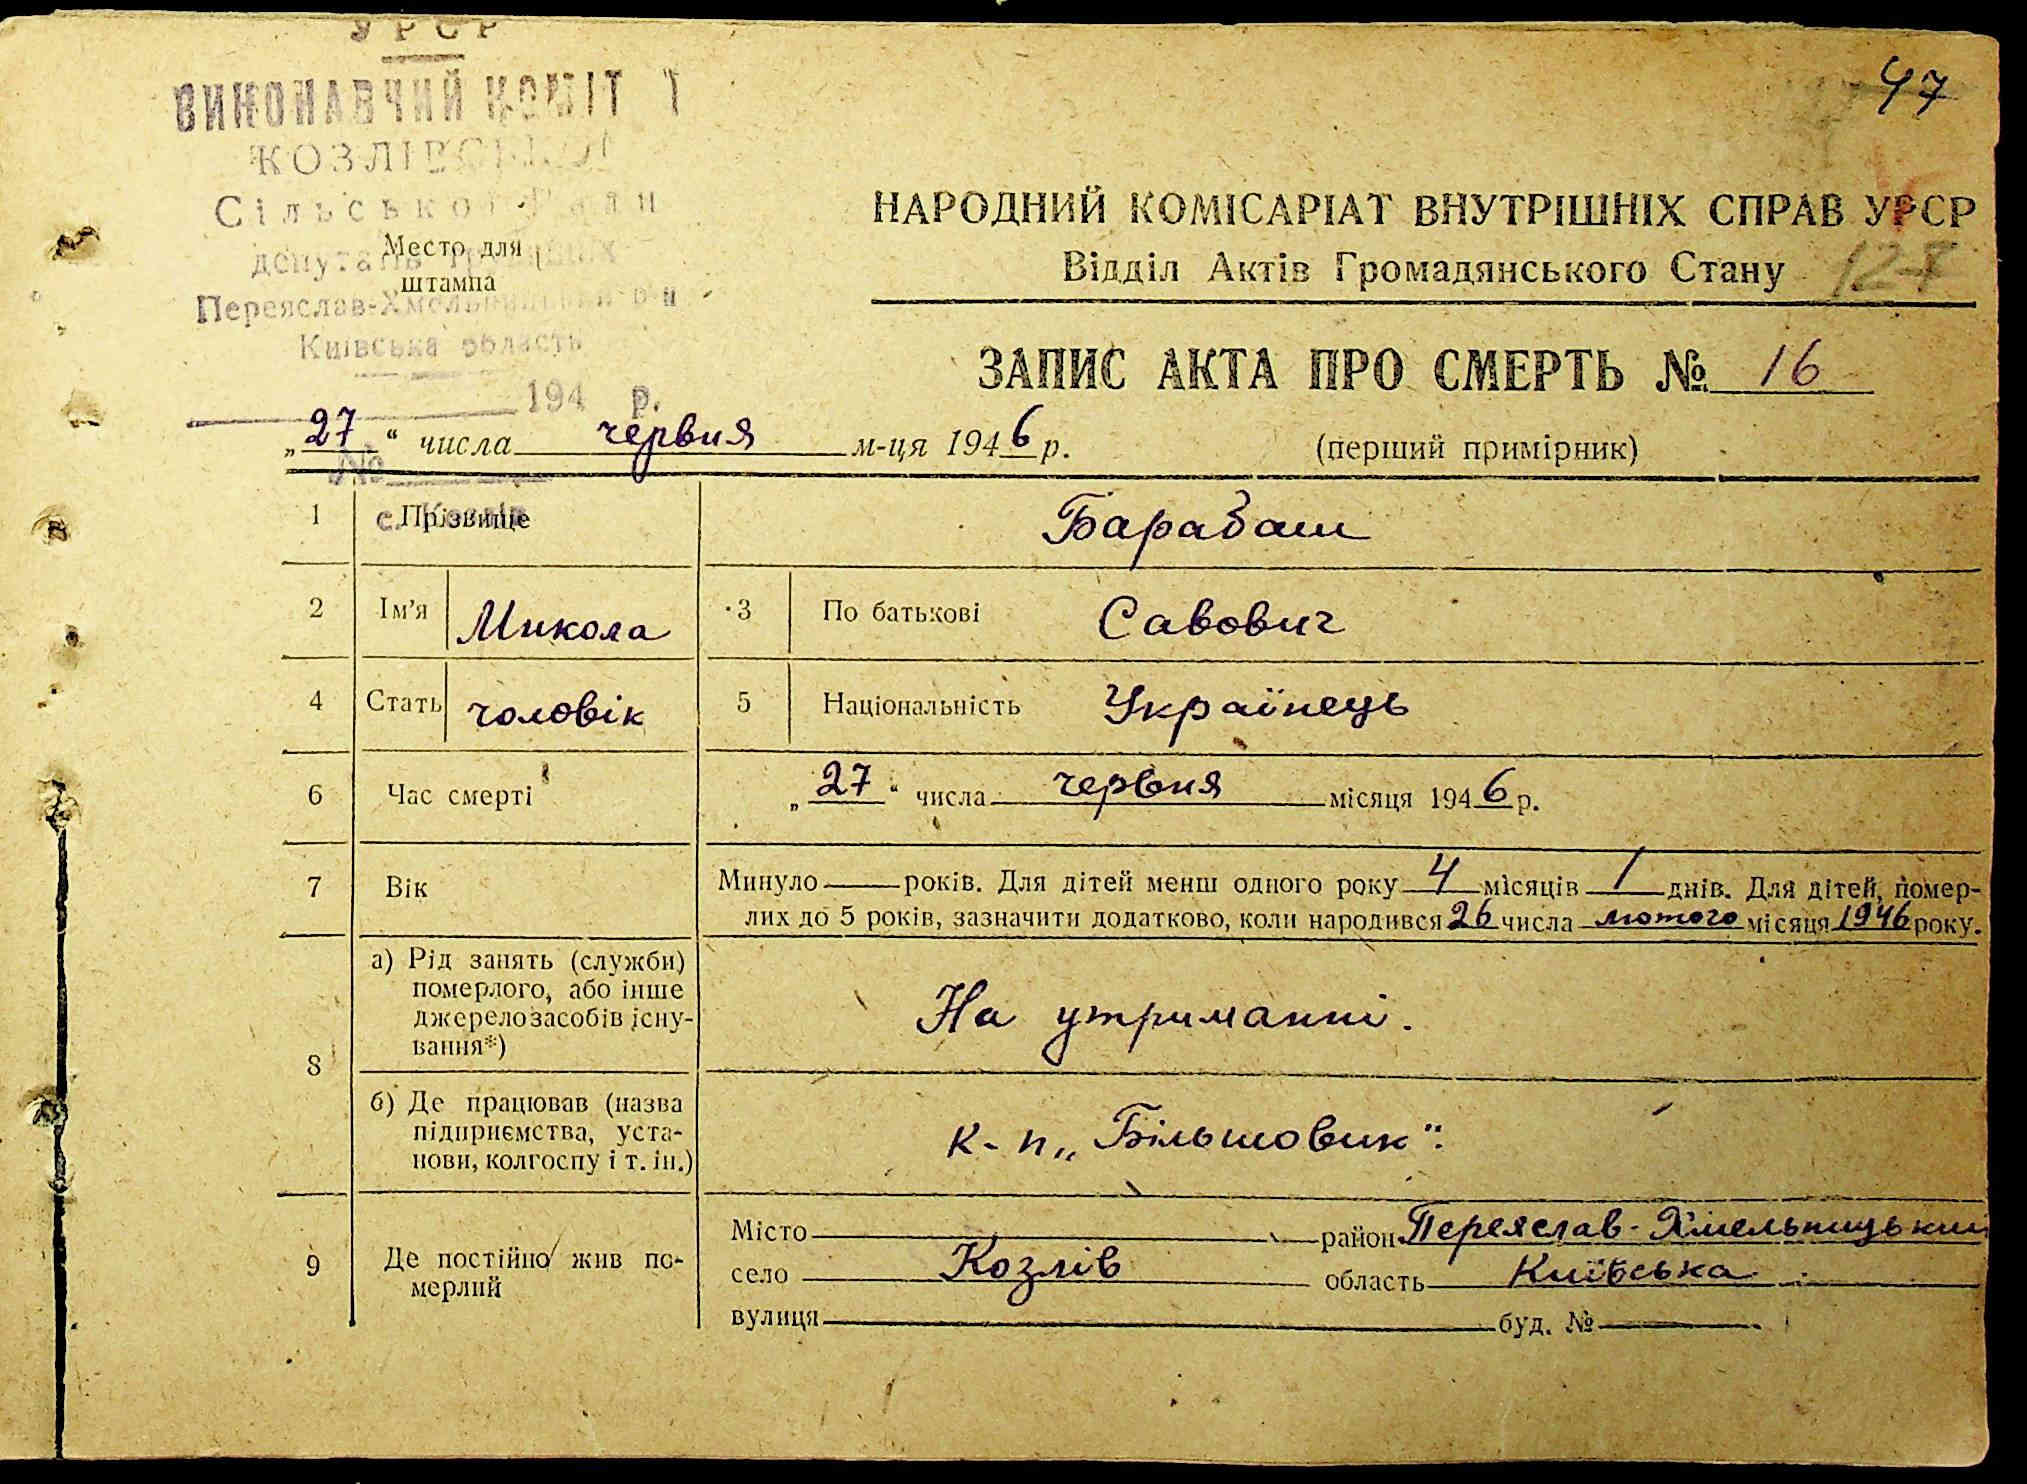 УРСР
ВИКОНАВЧИЙ КОМІТ Т
КОЗЛІВСЬКОЇ
Сільської Ради
депутатів трудящих
Место для
штампа
Переяслав-Хмельницький р-н
Київська область
194 р.
№
с. Козлів
47
НАРОДНИЙ КОМІСАРІАТ ВНУТРІШНІХ СПРАВ УРСР
Відділ Актів Громадянського Стану 127
ЗАПИС АКТА ПРО СМЕРТЬ № 16
„27“ числа червня м-ця 1946 р. (перший примірник)
1 Прізвище Барабаш
2 Ім’я Микола 3 По батькові Савович
4 Стать чоловік 5 Національність Українець
6 Час смерті „27“ числа червня місяця 1946 р.
7 Вік Минуло — років. Для дітей менш одного року 4 місяців 1 днів. Для дітей, помер-
лих до 5 років, зазначити додатково, коли народився 26 числа лютого місяця 1946 року.
8 а) Рід занять (служби)
померлого, або інше
джерело засобів існу-
вання*)
На утриманні.
б) Де працював (назва
підприємства, уста-
нови, колгоспу і т. ін.)
к-п „Більшовик“.
9 Де постійно жив по-
мерлий
Місто — район Переяслав-Хмельницький
село Козлів область Київська
вулиця — буд. № —